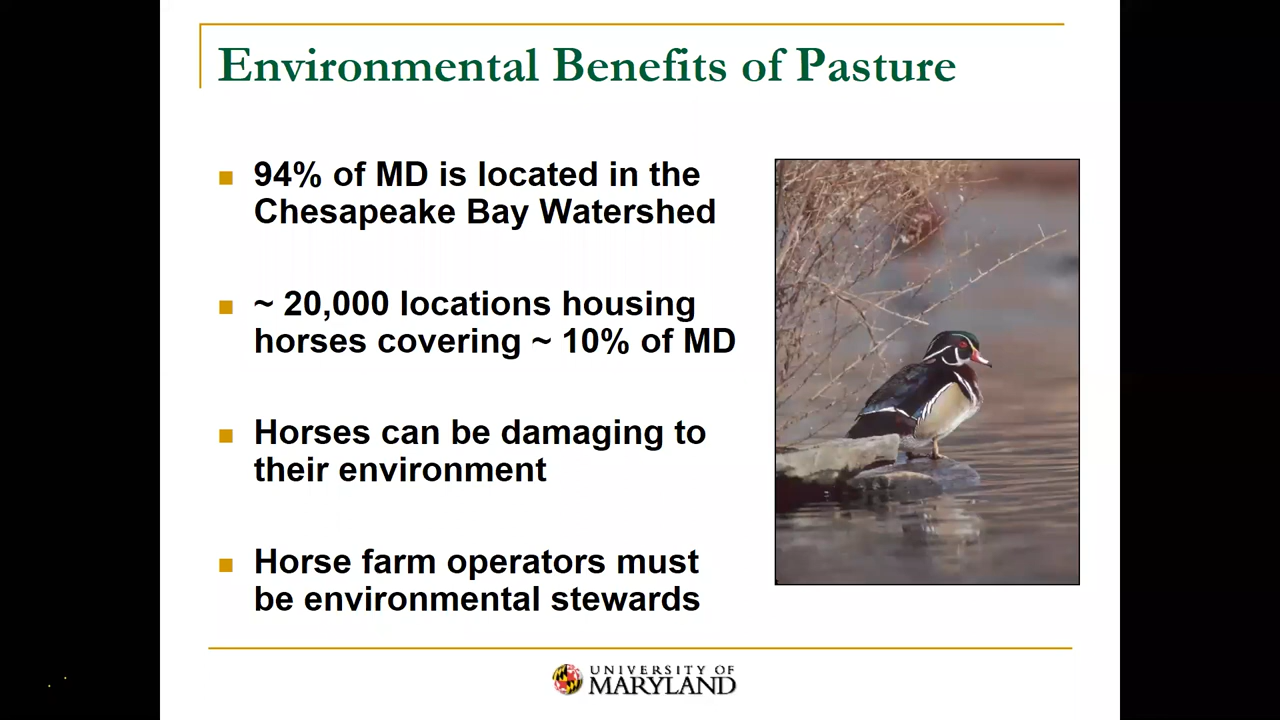 Environmental Benefits of Pasture
94% of MD is located in the
Chesapeake Bay Watershed
~ 20,000 locations housing
horses covering ~ 10% of MD
Horses can be damaging to
their environment
Horse farm operators must
be environmental stewards
UNIVERSITY OF
MARYLAND